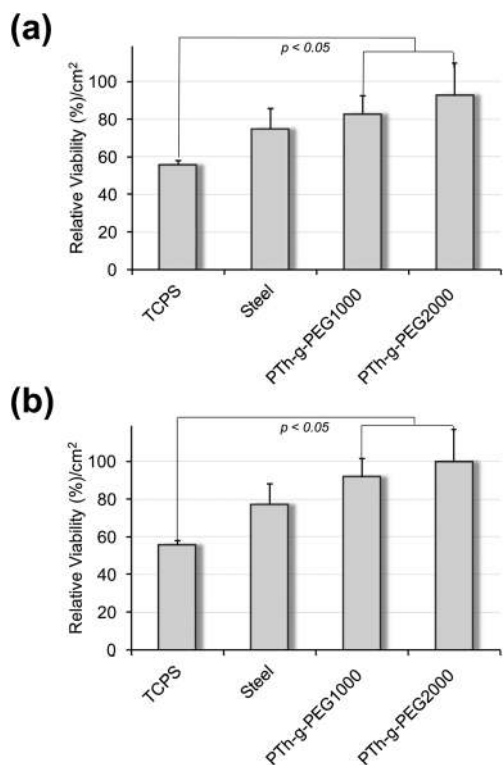 (a)
p < 0.05
Relative Viability (%)/cm²
100
80
60
40
20
0
TCPS
Steel
PTh-g-PEG1000
PTh-g-PEG2000
(b)
p < 0.05
Relative Viability (%)/cm²
100
80
60
40
20
0
TCPS
Steel
PTh-g-PEG1000
PTh-g-PEG2000